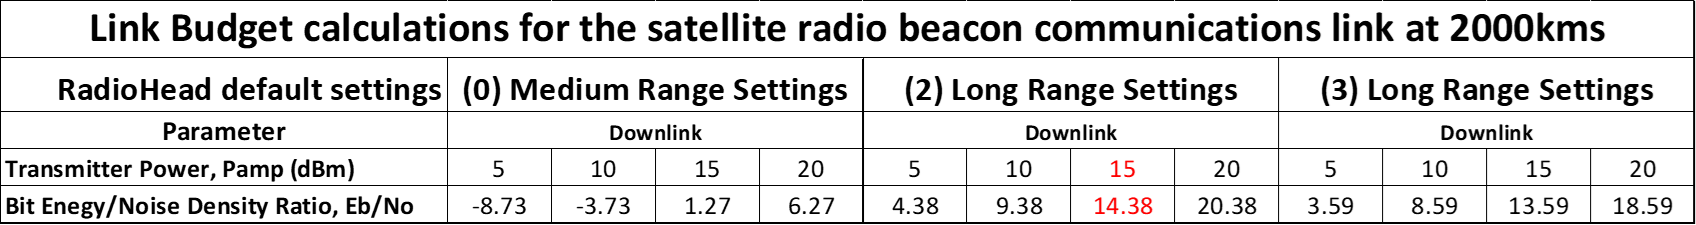 Link Budget calculations for the satellite radio beacon communications link at 2000kms
RadioHead default settings (0) Medium Range Settings (2) Long Range Settings (3) Long Range Settings
Parameter Downlink Downlink Downlink
Transmitter Power, Pamp (dBm) 5 10 15 20 5 10 15 20 5 10 15 20
Bit Enegy/Noise Density Ratio, Eb/No -8.73 -3.73 1.27 6.27 4.38 9.38 14.38 20.38 3.59 8.59 13.59 18.59